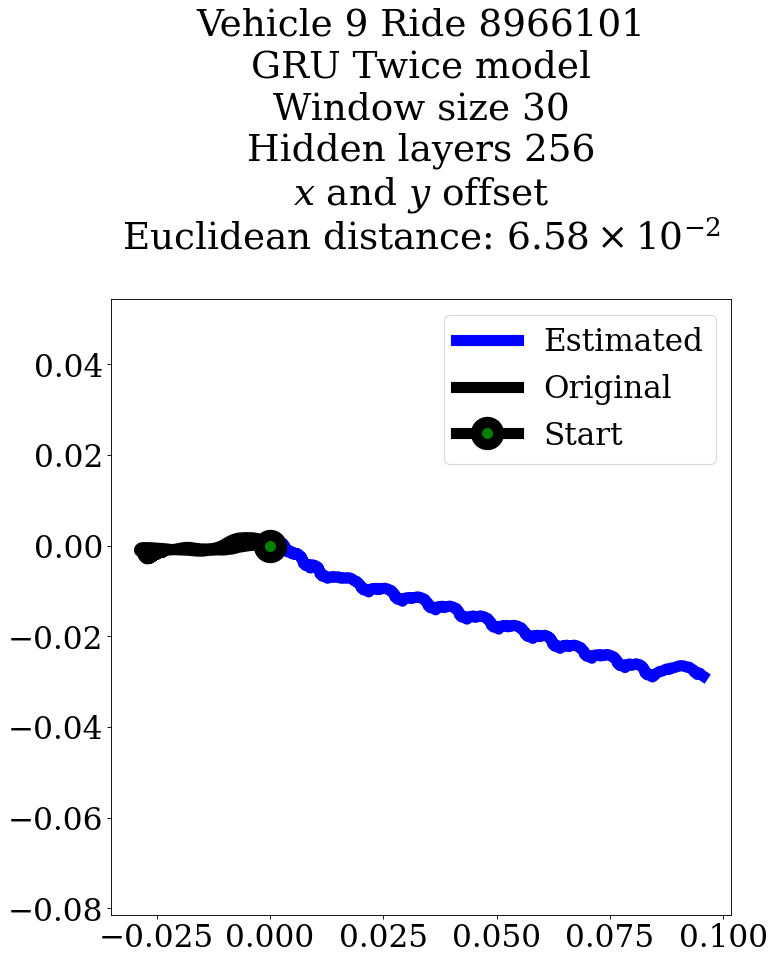 Vehicle 9 Ride 8966101
GRU Twice model
Window size 30
Hidden layers 256
x and y offset
Euclidean distance: 6.58 × 10⁻²
Estimated
Original
Start
0.04
0.02
0.00
−0.02
−0.04
−0.06
−0.08
−0.025 0.000 0.025 0.050 0.075 0.100